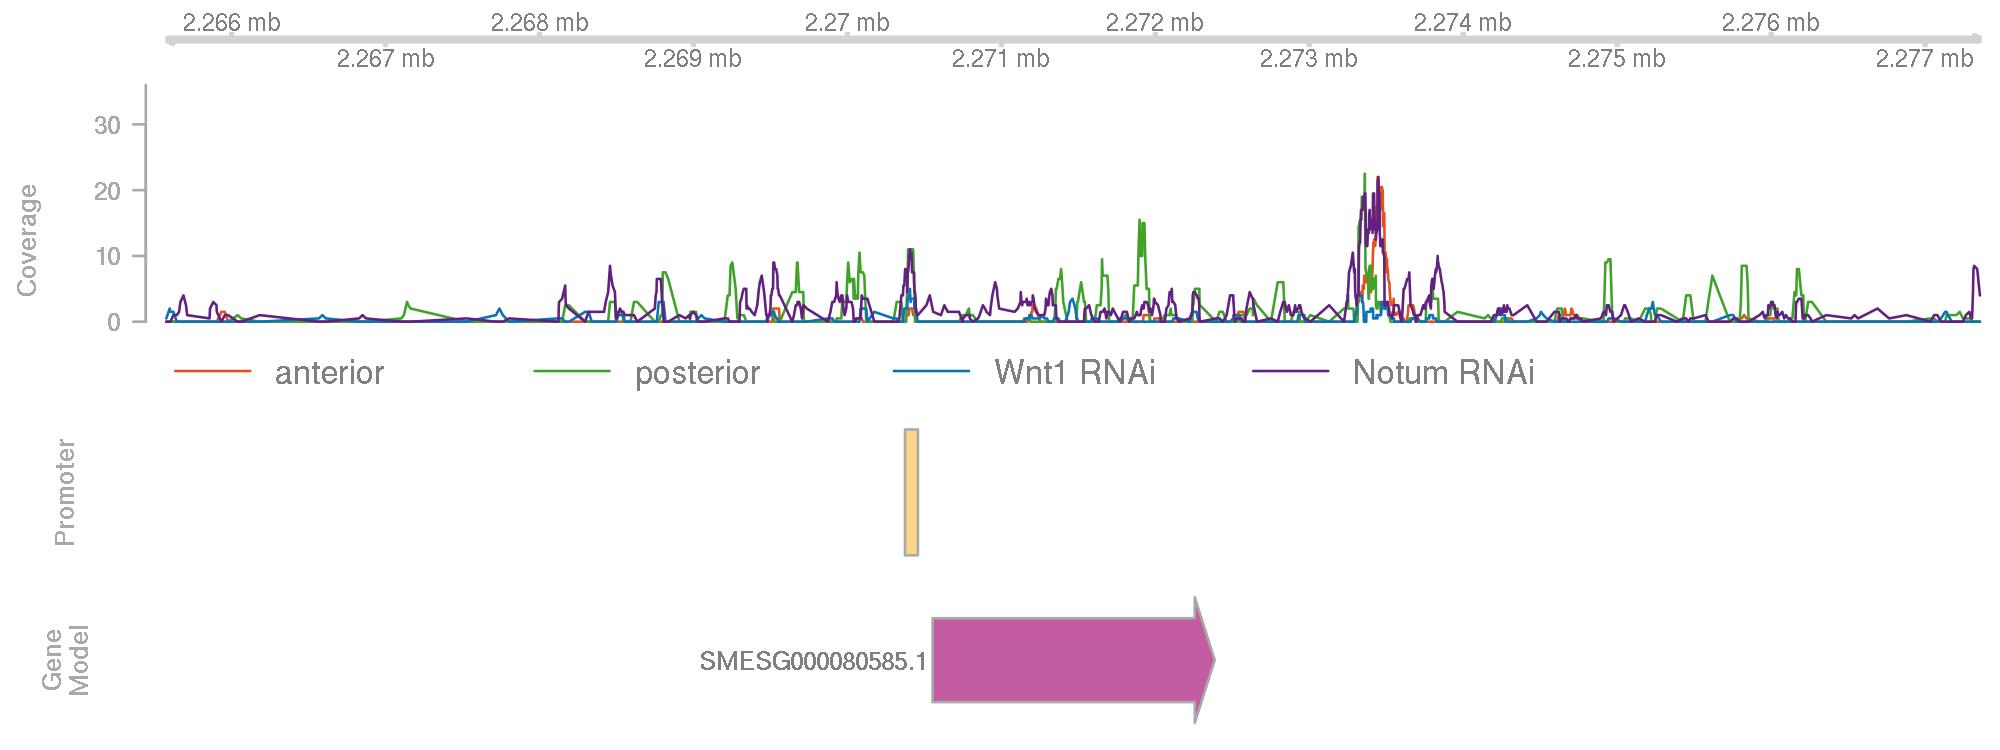 2.266 mb 2.268 mb 2.27 mb 2.272 mb 2.274 mb 2.276 mb
2.267 mb 2.269 mb 2.271 mb 2.273 mb 2.275 mb 2.277 mb
Coverage
30
20
10
0
anterior posterior Wnt1 RNAi Notum RNAi
Promoter
Gene
Model
SMESG000080585.1